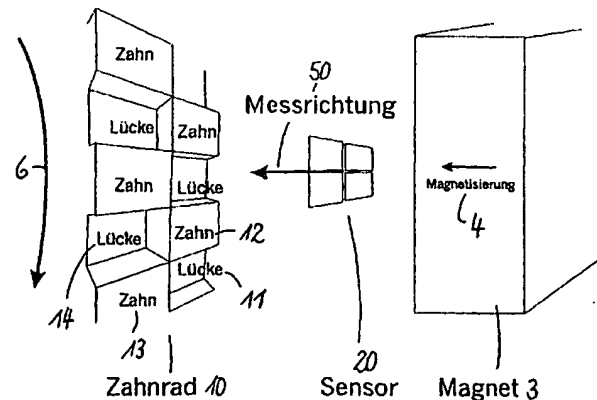 50
Messrichtung
6
Zahn
Lücke
Zahn
Zahn
Lücke
Lücke
Zahn
12
Lücke
11
14
Zahn
13
Magnetisierung
4
20
Zahnrad 10
Sensor
Magnet 3